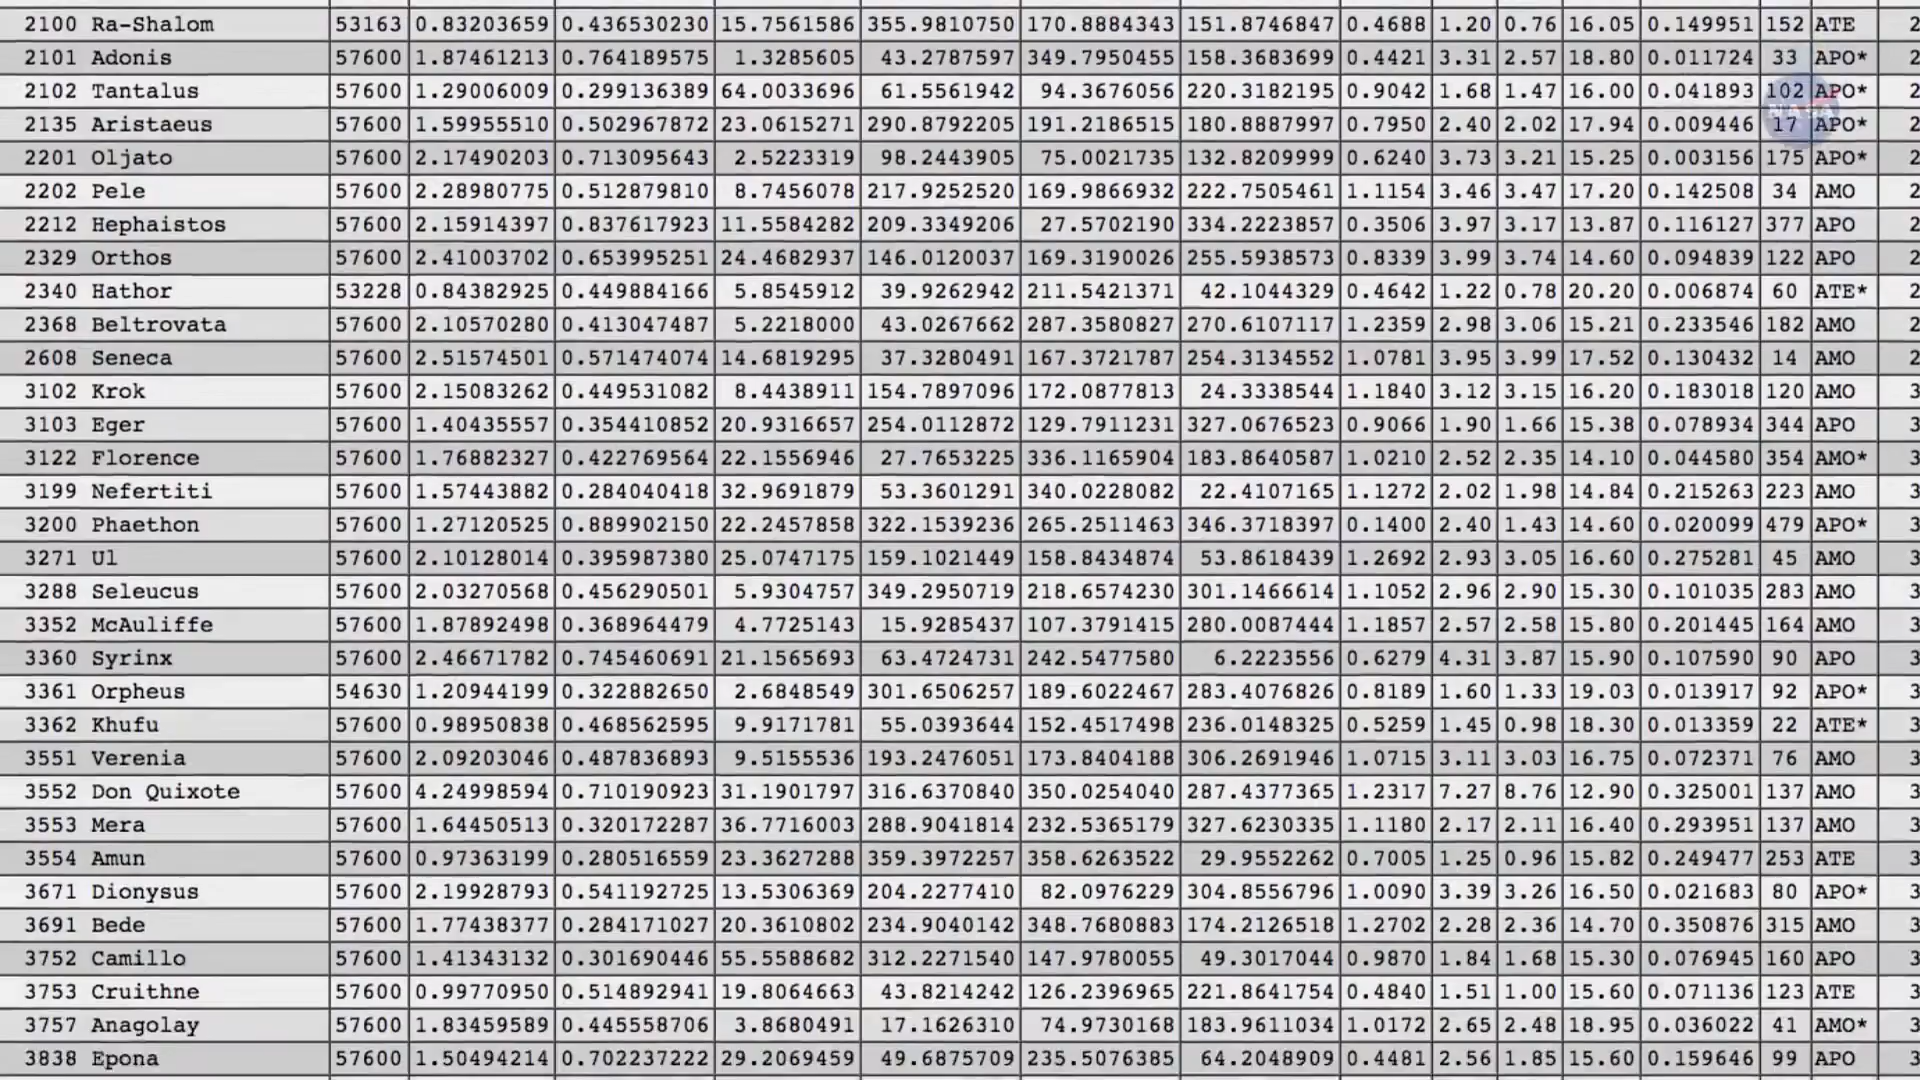 2100 Ra-Shalom 53163 0.83203659 0.436530230 15.7561586 355.9810750 170.8884343 151.8746847 0.4688 1.20 0.76 16.05 0.149951 152 ATE 2
2101 Adonis 57600 1.87461213 0.764189575 1.3285605 43.2787597 349.7950455 158.3683699 0.4421 3.31 2.57 18.80 0.011724 33 APO* 2
2102 Tantalus 57600 1.29006009 0.299136389 64.0033696 61.5561942 94.3676056 220.3182195 0.9042 1.68 1.47 16.00 0.041893 102 APO* 2
NASA
2135 Aristaeus 57600 1.59955510 0.502967872 23.0615271 290.8792205 191.2186515 180.8887997 0.7950 2.40 2.02 17.94 0.009446 17 APO* 2
2201 Oljato 57600 2.17490203 0.713095643 2.5223319 98.2443905 75.0021735 132.8209999 0.6240 3.73 3.21 15.25 0.003156 175 APO* 2
2202 Pele 57600 2.28980775 0.512879810 8.7456078 217.9252520 169.9866932 222.7505461 1.1154 3.46 3.47 17.20 0.142508 34 AMO 2
2212 Hephaistos 57600 2.15914397 0.837617923 11.5584282 209.3349206 27.5702190 334.2223857 0.3506 3.97 3.17 13.87 0.116127 377 APO 2
2329 Orthos 57600 2.41003702 0.653995251 24.4682937 146.0120037 169.3190026 255.5938573 0.8339 3.99 3.74 14.60 0.094839 122 APO 2
2340 Hathor 53228 0.84382925 0.449884166 5.8545912 39.9262942 211.5421371 42.1044329 0.4642 1.22 0.78 20.20 0.006874 60 ATE* 2
2368 Beltrovata 57600 2.10570280 0.413047487 5.2218000 43.0267662 287.3580827 270.6107117 1.2359 2.98 3.06 15.21 0.233546 182 AMO 2
2608 Seneca 57600 2.51574501 0.571474074 14.6819295 37.3280491 167.3721787 254.3134552 1.0781 3.95 3.99 17.52 0.130432 14 AMO 2
3102 Krok 57600 2.15083262 0.449531082 8.4438911 154.7897096 172.0877813 24.3338544 1.1840 3.12 3.15 16.20 0.183018 120 AMO 3
3103 Eger 57600 1.40435557 0.354410852 20.9316657 254.0112872 129.7911231 327.0676523 0.9066 1.90 1.66 15.38 0.078934 344 APO 3
3122 Florence 57600 1.76882327 0.422769564 22.1556946 27.7653225 336.1165904 183.8640587 1.0210 2.52 2.35 14.10 0.044580 354 AMO* 3
3199 Nefertiti 57600 1.57443882 0.284040418 32.9691879 53.3601291 340.0228082 22.4107165 1.1272 2.02 1.98 14.84 0.215263 223 AMO 3
3200 Phaethon 57600 1.27120525 0.889902150 22.2457858 322.1539236 265.2511463 346.3718397 0.1400 2.40 1.43 14.60 0.020099 479 APO* 3
3271 Ul 57600 2.10128014 0.395987380 25.0747175 159.1021449 158.8434874 53.8618439 1.2692 2.93 3.05 16.60 0.275281 45 AMO 3
3288 Seleucus 57600 2.03270568 0.456290501 5.9304757 349.2950719 218.6574230 301.1466614 1.1052 2.96 2.90 15.30 0.101035 283 AMO 3
3352 McAuliffe 57600 1.87892498 0.368964479 4.7725143 15.9285437 107.3791415 280.0087444 1.1857 2.57 2.58 15.80 0.201445 164 AMO 3
3360 Syrinx 57600 2.46671782 0.745460691 21.1565693 63.4724731 242.5477580 6.2223556 0.6279 4.31 3.87 15.90 0.107590 90 APO 3
3361 Orpheus 54630 1.20944199 0.322882650 2.6848549 301.6506257 189.6022467 283.4076826 0.8189 1.60 1.33 19.03 0.013917 92 APO* 3
3362 Khufu 57600 0.98950838 0.468562595 9.9171781 55.0393644 152.4517498 236.0148325 0.5259 1.45 0.98 18.30 0.013359 22 ATE* 3
3551 Verenia 57600 2.09203046 0.487836893 9.5155536 193.2476051 173.8404188 306.2691946 1.0715 3.11 3.03 16.75 0.072371 76 AMO 3
3552 Don Quixote 57600 4.24998594 0.710190923 31.1901797 316.6370840 350.0254040 287.4377365 1.2317 7.27 8.76 12.90 0.325001 137 AMO 3
3553 Mera 57600 1.64450513 0.320172287 36.7716003 288.9041814 232.5365179 327.6230335 1.1180 2.17 2.11 16.40 0.293951 137 AMO 3
3554 Amun 57600 0.97363199 0.280516559 23.3627288 359.3972257 358.6263522 29.9552262 0.7005 1.25 0.96 15.82 0.249477 253 ATE 3
3671 Dionysus 57600 2.19928793 0.541192725 13.5306369 204.2277410 82.0976229 304.8556796 1.0090 3.39 3.26 16.50 0.021683 80 APO* 3
3691 Bede 57600 1.77438377 0.284171027 20.3610802 234.9040142 348.7680883 174.2126518 1.2702 2.28 2.36 14.70 0.350876 315 AMO 3
3752 Camillo 57600 1.41343132 0.301690446 55.5588682 312.2271540 147.9780055 49.3017044 0.9870 1.84 1.68 15.30 0.076945 160 APO 3
3753 Cruithne 57600 0.99770950 0.514892941 19.8064663 43.8214242 126.2396965 221.8641754 0.4840 1.51 1.00 15.60 0.071136 123 ATE 3
3757 Anagolay 57600 1.83459589 0.445558706 3.8680491 17.1626310 74.9730168 183.9611034 1.0172 2.65 2.48 18.95 0.036022 41 AMO* 3
3838 Epona 57600 1.50494214 0.702237222 29.2069459 49.6875709 235.5076385 64.2048909 0.4481 2.56 1.85 15.60 0.159646 99 APO 3